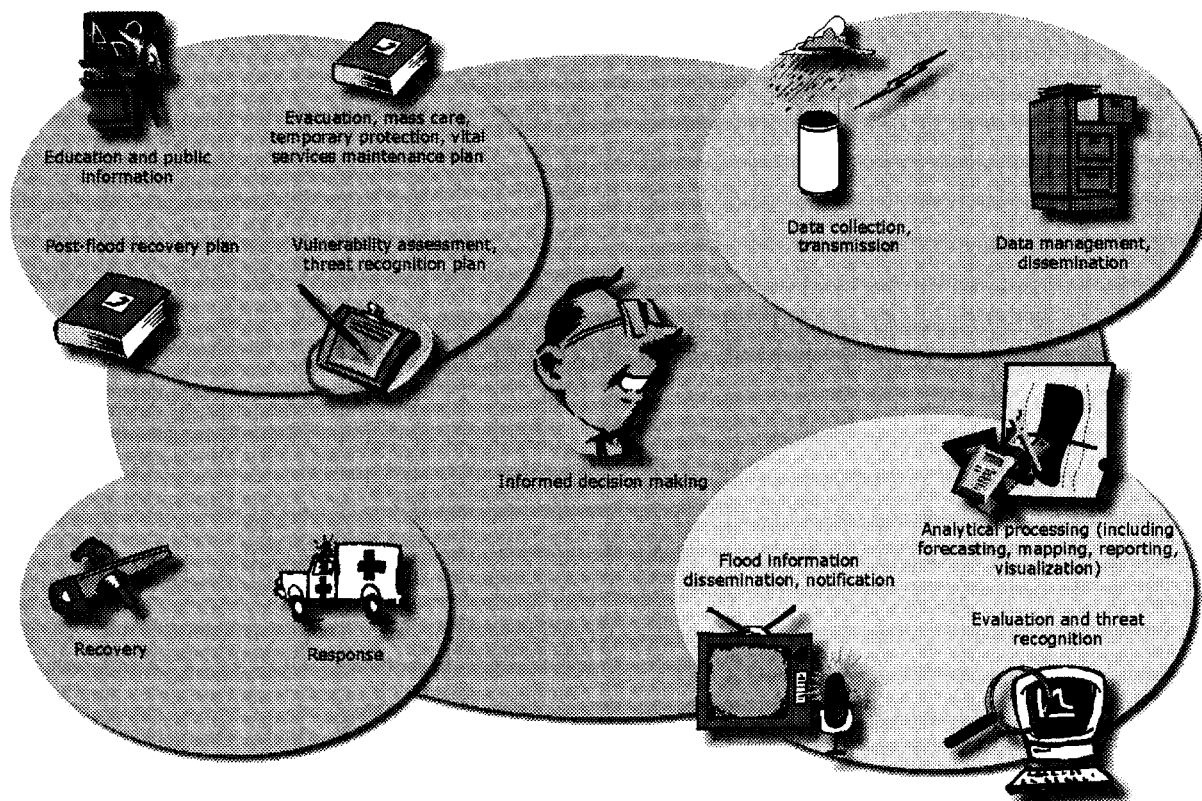 Education and public
information
Evacuation, mass care,
temporary protection, vital
services maintenance plan
Post-flood recovery plan
Vulnerability assessment,
threat recognition plan
Data collection,
transmission
Data management,
dissemination
Informed decision making
Analytical processing (including
forecasting, mapping, reporting,
visualization)
Flood information
dissemination, notification
Evaluation and threat
recognition
Recovery
Response